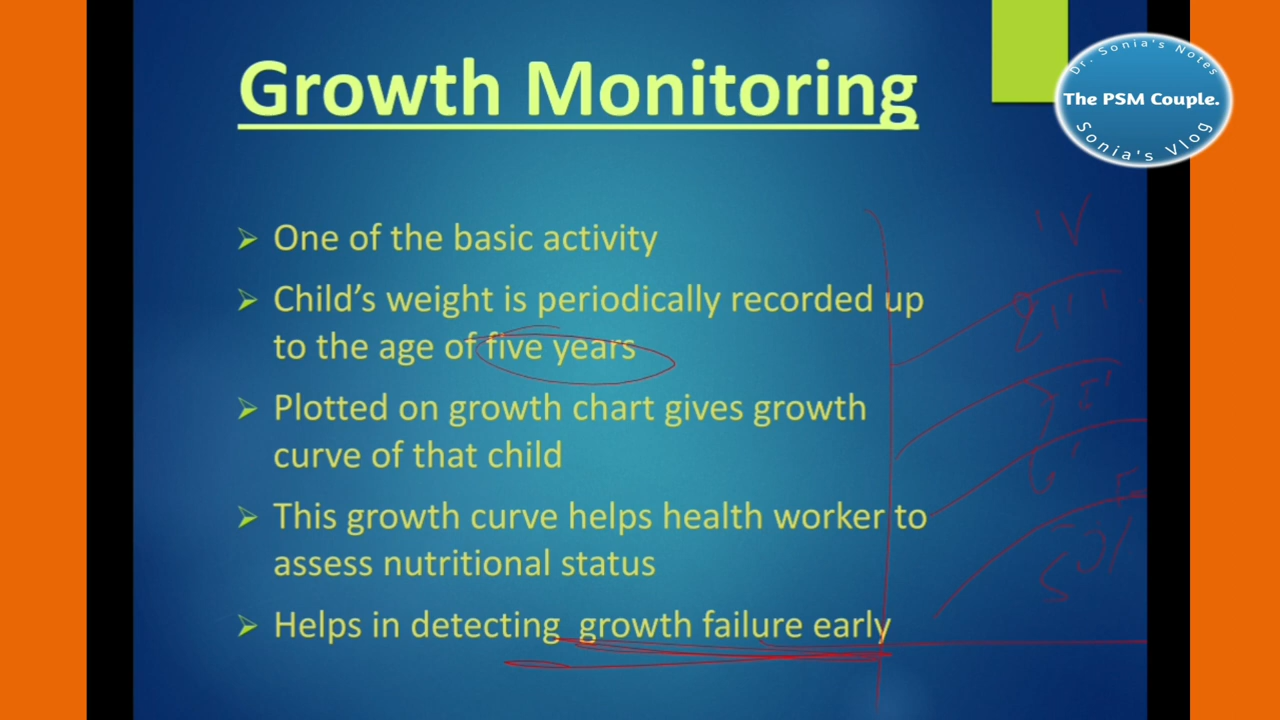 Growth Monitoring
Dr. Sonia's Notes
The PSM Couple.
Sonia's Vlog
➢ One of the basic activity
➢ Child's weight is periodically recorded up
to the age of five years
➢ Plotted on growth chart gives growth
curve of that child
➢ This growth curve helps health worker to
assess nutritional status
➢ Helps in detecting growth failure early